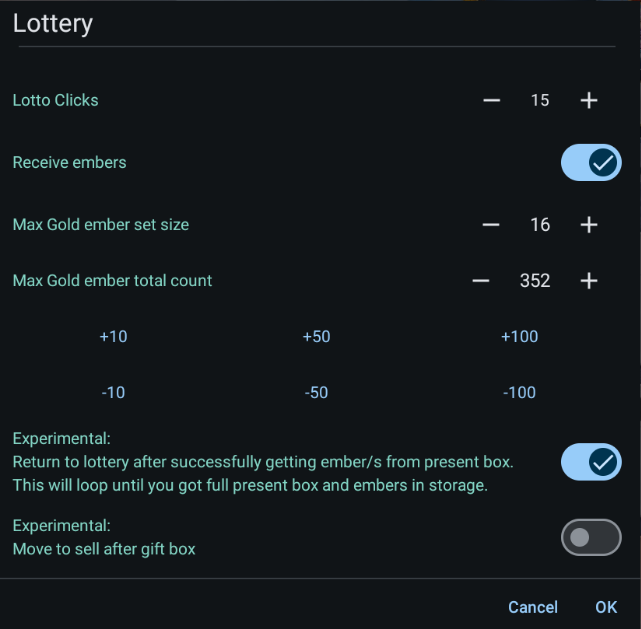 Lottery
Lotto Clicks
15
Receive embers
Max Gold ember set size
16
Max Gold ember total count
352
+10
+50
+100
-10
-50
-100
Experimental:
Return to lottery after successfully getting ember/s from present box.
This will loop until you got full present box and embers in storage.
Experimental:
Move to sell after gift box
Cancel
OK